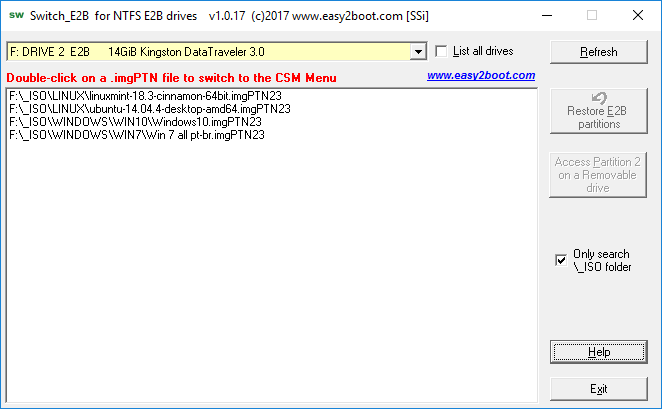 SW Switch_E2B for NTFS E2B drives v1.0.17 (c)2017 www.easy2boot.com [SSi]
F: DRIVE 2 E2B 14GiB Kingston DataTraveler 3.0
List all drives
Refresh
Double-click on a .imgPTN file to switch to the CSM Menu
www.easy2boot.com
F:\_ISO\LINUX\linuxmint-18.3-cinnamon-64bit.imgPTN23
F:\_ISO\LINUX\ubuntu-14.04.4-desktop-amd64.imgPTN23
F:\_ISO\WINDOWS\WIN10\Windows10.imgPTN23
F:\_ISO\WINDOWS\WIN7\Win 7 all pt-br.imgPTN23
Restore E2B
partitions
Access Partition 2
on a Removable
drive
Only search
\_ISO folder
Help
Exit